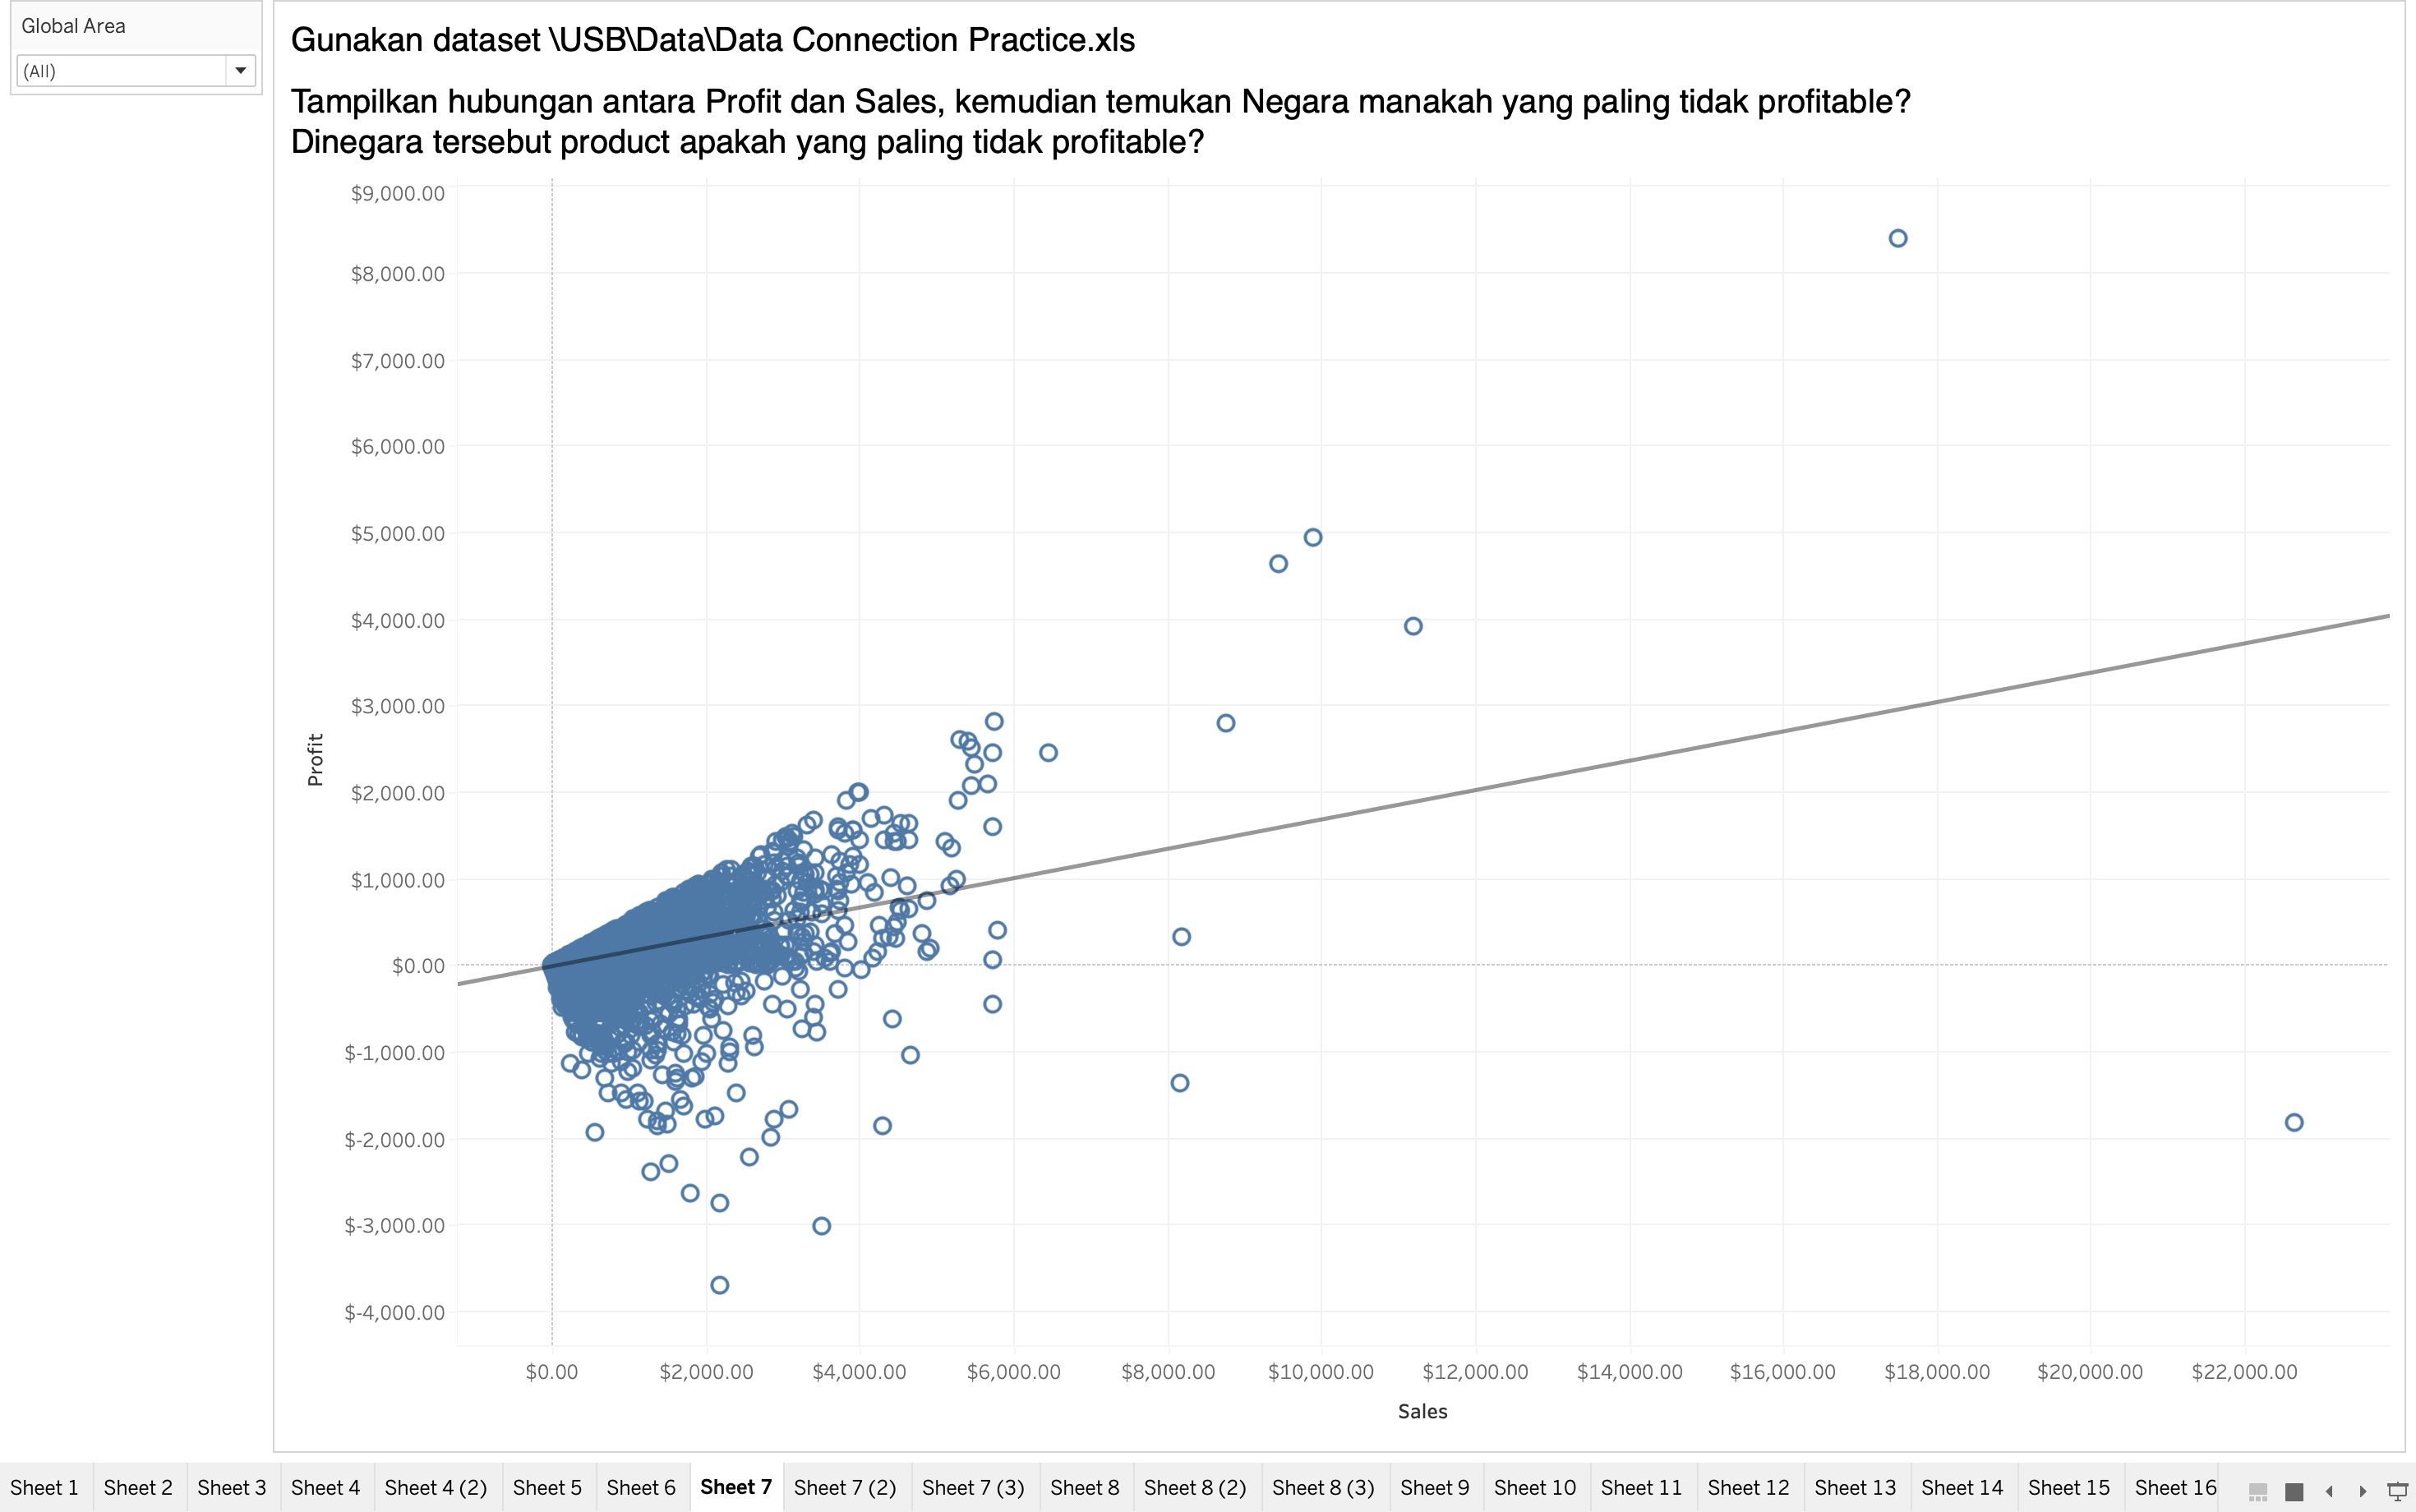 Global Area
(All)
Gunakan dataset \USB\Data\Data Connection Practice.xls
Tampilkan hubungan antara Profit dan Sales, kemudian temukan Negara manakah yang paling tidak profitable?
Dinegara tersebut product apakah yang paling tidak profitable?
$9,000.00
$8,000.00
$7,000.00
$6,000.00
$5,000.00
$4,000.00
$3,000.00
$2,000.00
$1,000.00
$0.00
$-1,000.00
$-2,000.00
$-3,000.00
$-4,000.00
Profit
$0.00 $2,000.00 $4,000.00 $6,000.00 $8,000.00 $10,000.00 $12,000.00 $14,000.00 $16,000.00 $18,000.00 $20,000.00 $22,000.00
Sales
Sheet 1 Sheet 2 Sheet 3 Sheet 4 Sheet 4 (2) Sheet 5 Sheet 6 Sheet 7 Sheet 7 (2) Sheet 7 (3) Sheet 8 Sheet 8 (2) Sheet 8 (3) Sheet 9 Sheet 10 Sheet 11 Sheet 12 Sheet 13 Sheet 14 Sheet 15 Sheet 16